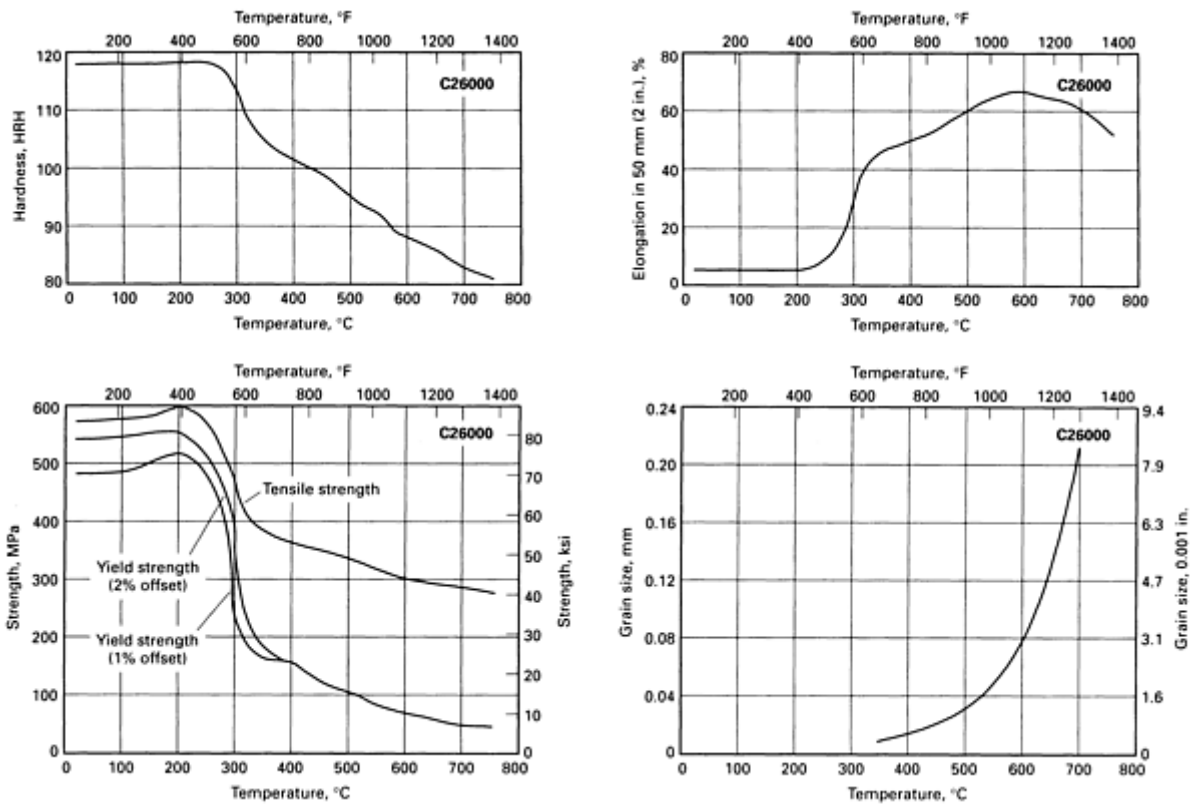 Temperature, °F
200 400 600 800 1000 1200 1400
120
110
100
90
80
Hardness, HRH
C26000
0 100 200 300 400 500 600 700 800
Temperature, °C
Temperature, °F
200 400 600 800 1000 1200 1400
80
60
40
20
0
Elongation in 50 mm (2 in.), %
C26000
0 100 200 300 400 500 600 700 800
Temperature, °C
Temperature, °F
200 400 600 800 1000 1200 1400
600
500
400
300
200
100
0
Strength, MPa
C26000
Tensile strength
Yield strength
(2% offset)
Yield strength
(1% offset)
80
70
60
50
40
30
20
10
0
Strength, ksi
0 100 200 300 400 500 600 700 800
Temperature, °C
Temperature, °F
200 400 600 800 1000 1200 1400
0.24
0.20
0.16
0.12
0.08
0.04
0
Grain size, mm
C26000
9.4
7.9
6.3
4.7
3.1
1.6
0
Grain size, 0.001 in.
0 100 200 300 400 500 600 700 800
Temperature, °C